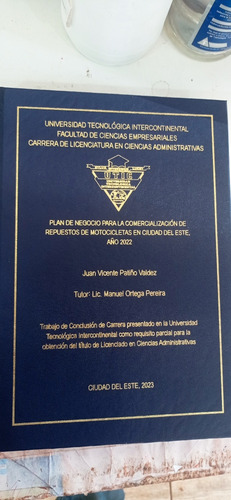 UNIVERSIDAD TECNOLÓGICA INTERCONTINENTAL
FACULTAD DE CIENCIAS EMPRESARIALES
CARRERA DE LICENCIATURA EN CIENCIAS ADMINISTRATIVAS
UTIC
PLAN DE NEGOCIO PARA LA COMERCIALIZACIÓN DE
REPUESTOS DE MOTOCICLETAS EN CIUDAD DEL ESTE,
AÑO 2022
Juan Vicente Patiño Valdez
Tutor: Lic. Manuel Ortega Pereira
Trabajo de Conclusión de Carrera presentado en la Universidad
Tecnológica Intercontinental como requisito parcial para la
obtención del título de Licenciado en Ciencias Administrativas
CIUDAD DEL ESTE, 2023